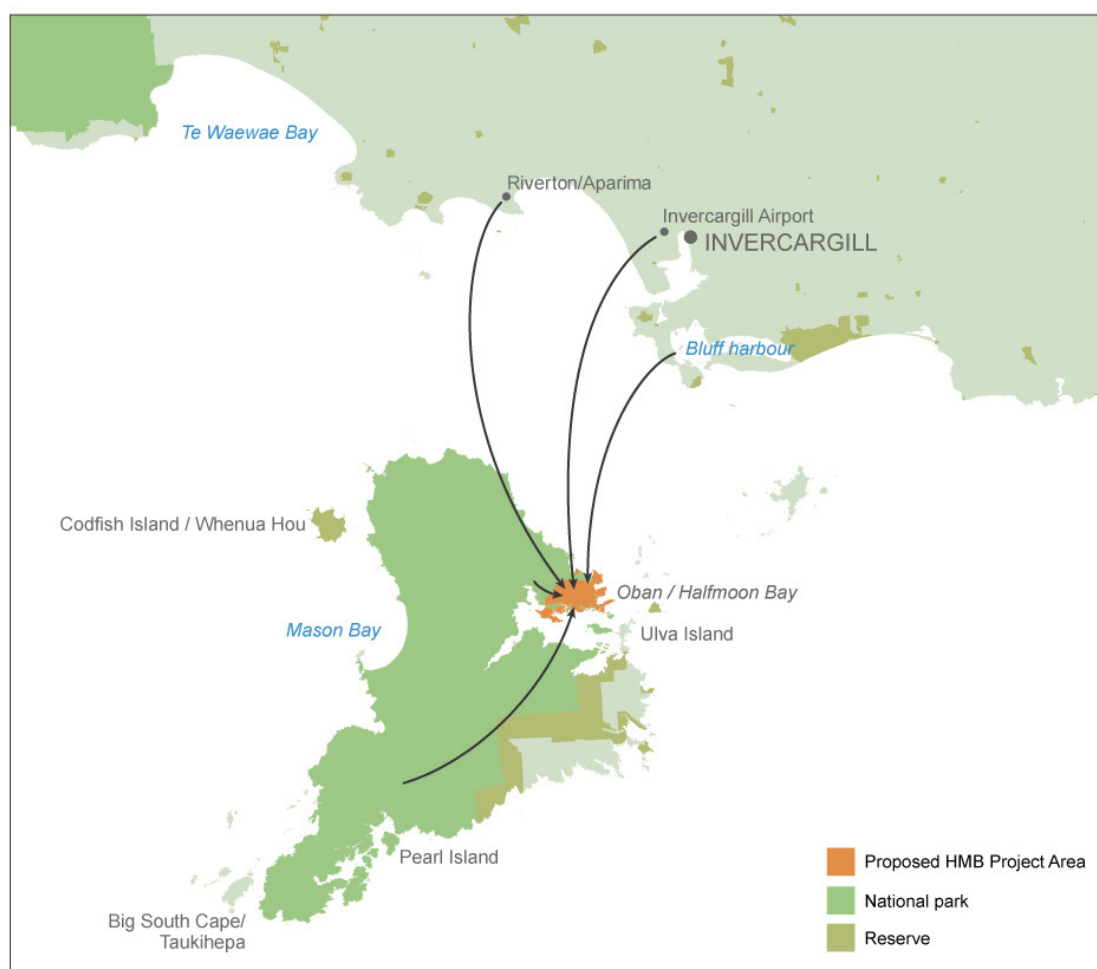 Te Waewae Bay
Riverton/Aparima
Invercargill Airport
INVERCARGILL
Bluff harbour
Codfish Island / Whenua Hou
Oban / Halfmoon Bay
Mason Bay
Ulva Island
Pearl Island
Big South Cape/
Taukihepa
Proposed HMB Project Area
National park
Reserve